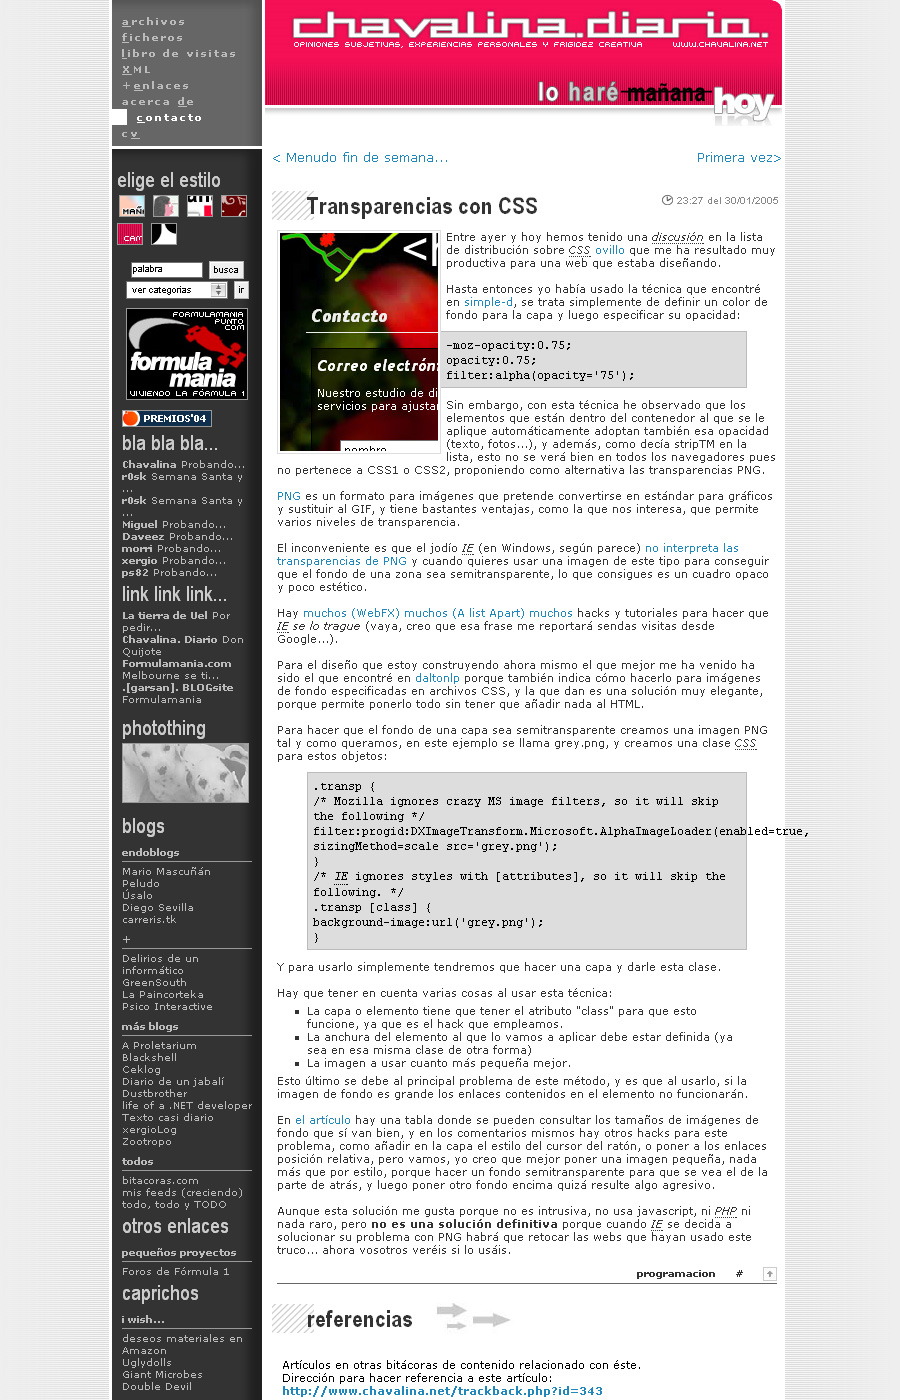 archivos
ficheros
libro de visitas
XML
+enlaces
acerca de
contacto
cv
chavalina.diario.
OPINIONES SUBJETIVAS, EXPERIENCIAS PERSONALES Y FRIGIDEZ CREATIVA
WWW.CHAVALINA.NET
lo haré mañana hoy
elige el estilo
MAÑ
CAM
palabra
busca
ver categorias
ir
FORMULAMANIA
PUNTO
COM
formula
mania
VIVIENDO LA FÓRMULA 1
PREMIOS'04
bla bla bla...
Chavalina Probando...
r0sk Semana Santa y
...
r0sk Semana Santa y
...
Miguel Probando...
Daveez Probando...
morri Probando...
xergio Probando...
ps82 Probando...
link link link...
La tierra de Uel Por
pedir...
Chavalina. Diario Don
Quijote
Formulamania.com
Melbourne se ti...
.[garsan]. BLOGsite
Formulamania
photothing
blogs
endoblogs
Mario Mascuñán
Peludo
Úsalo
Diego Sevilla
carreris.tk
+
Delirios de un
informático
GreenSouth
La Paincorteka
Psico Interactive
más blogs
A Proletarium
Blackshell
Ceklog
Diario de un jabalí
Dustbrother
life of a .NET developer
Texto casi diario
xergioLog
Zootropo
todos
bitacoras.com
mis feeds (creciendo)
todo, todo y TODO
otros enlaces
pequeños proyectos
Foros de Fórmula 1
caprichos
i wish...
deseos materiales en
Amazon
Uglydolls
Giant Microbes
Double Devil
< Menudo fin de semana...
Primera vez>
Transparencias con CSS
23:27 del 30/01/2005
<
Contacto
Correo electrón
Nuestro estudio de di
servicios para ajusta
nombre
Entre ayer y hoy hemos tenido una discusión en la lista
de distribución sobre CSS ovillo que me ha resultado muy
productiva para una web que estaba diseñando.
Hasta entonces yo había usado la técnica que encontré
en simple-d, se trata simplemente de definir un color de
fondo para la capa y luego especificar su opacidad:
-moz-opacity:0.75;
opacity:0.75;
filter:alpha(opacity='75');
Sin embargo, con esta técnica he observado que los
elementos que están dentro del contenedor al que se le
aplique automáticamente adoptan también esa opacidad
(texto, fotos...), y además, como decía stripTM en la
lista, esto no se verá bien en todos los navegadores pues
no pertenece a CSS1 o CSS2, proponiendo como alternativa las transparencias PNG.
PNG es un formato para imágenes que pretende convertirse en estándar para gráficos
y sustituir al GIF, y tiene bastantes ventajas, como la que nos interesa, que permite
varios niveles de transparencia.
El inconveniente es que el jodío IE (en Windows, según parece) no interpreta las
transparencias de PNG y cuando quieres usar una imagen de este tipo para conseguir
que el fondo de una zona sea semitransparente, lo que consigues es un cuadro opaco
y poco estético.
Hay muchos (WebFX) muchos (A list Apart) muchos hacks y tutoriales para hacer que
IE se lo trague (vaya, creo que esa frase me reportará sendas visitas desde
Google...).
Para el diseño que estoy construyendo ahora mismo el que mejor me ha venido ha
sido el que encontré en daltonlp porque también indica cómo hacerlo para imágenes
de fondo especificadas en archivos CSS, y la que dan es una solución muy elegante,
porque permite ponerlo todo sin tener que añadir nada al HTML.
Para hacer que el fondo de una capa sea semitransparente creamos una imagen PNG
tal y como queramos, en este ejemplo se llama grey.png, y creamos una clase CSS
para estos objetos:
.transp {
/* Mozilla ignores crazy MS image filters, so it will skip
the following */
filter:progid:DXImageTransform.Microsoft.AlphaImageLoader(enabled=true,
sizingMethod=scale src='grey.png');
}
/* IE ignores styles with [attributes], so it will skip the
following. */
.transp [class] {
background-image:url('grey.png');
}
Y para usarlo simplemente tendremos que hacer una capa y darle esta clase.
Hay que tener en cuenta varias cosas al usar esta técnica:
La capa o elemento tiene que tener el atributo "class" para que esto
funcione, ya que es el hack que empleamos.
La anchura del elemento al que lo vamos a aplicar debe estar definida (ya
sea en esa misma clase de otra forma)
La imagen a usar cuanto más pequeña mejor.
Esto último se debe al principal problema de este método, y es que al usarlo, si la
imagen de fondo es grande los enlaces contenidos en el elemento no funcionarán.
En el artículo hay una tabla donde se pueden consultar los tamaños de imágenes de
fondo que sí van bien, y en los comentarios mismos hay otros hacks para este
problema, como añadir en la capa el estilo del cursor del ratón, o poner a los enlaces
posición relativa, pero vamos, yo creo que mejor poner una imagen pequeña, nada
más que por estilo, porque hacer un fondo semitransparente para que se vea el de la
parte de atrás, y luego poner otro fondo encima quizá resulte algo agresivo.
Aunque esta solución me gusta porque no es intrusiva, no usa javascript, ni PHP ni
nada raro, pero no es una solución definitiva porque cuando IE se decida a
solucionar su problema con PNG habrá que retocar las webs que hayan usado este
truco... ahora vosotros veréis si lo usáis.
programacion #
referencias
Artículos en otras bitácoras de contenido relacionado con éste.
Dirección para hacer referencia a este artículo:
http://www.chavalina.net/trackback.php?id=343